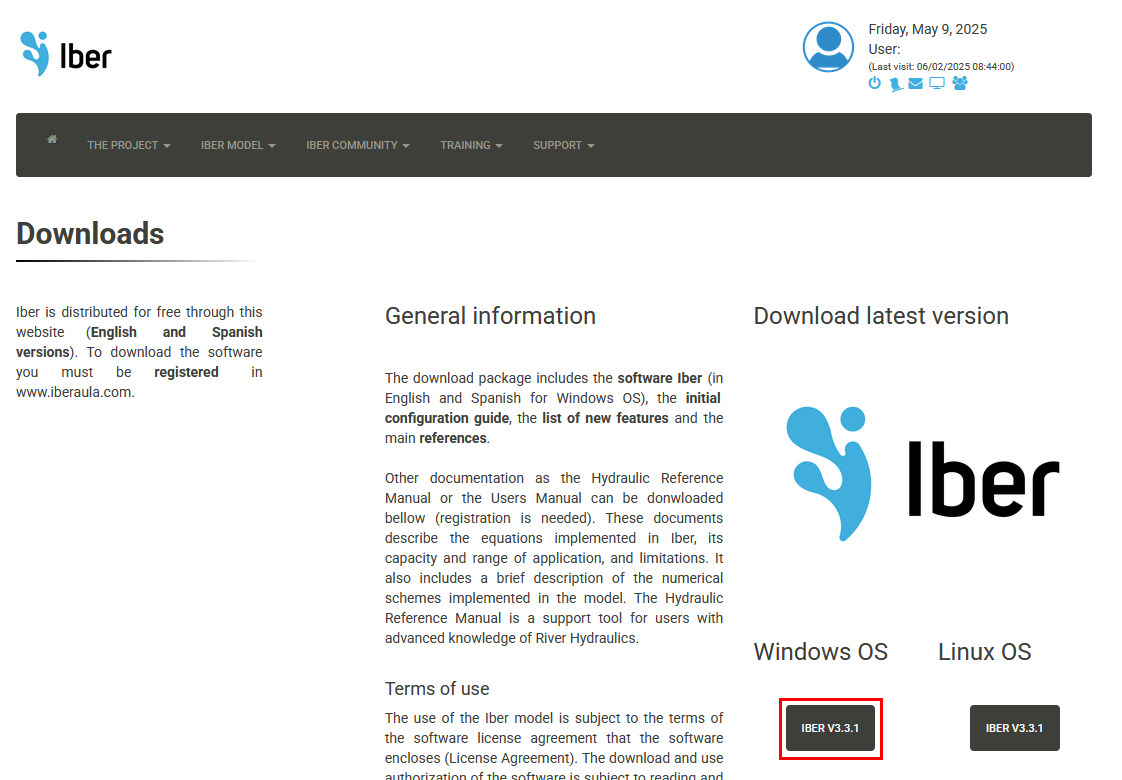 Iber
Friday, May 9, 2025
User:
(Last visit: 06/02/2025 08:44:00)
THE PROJECT
IBER MODEL
IBER COMMUNITY
TRAINING
SUPPORT
Downloads
Iber is distributed for free through this
website (English and Spanish
versions). To download the software
you must be registered in
www.iberaula.com.
General information
The download package includes the software Iber (in
English and Spanish for Windows OS), the initial
configuration guide, the list of new features and the
main references.
Other documentation as the Hydraulic Reference
Manual or the Users Manual can be donwloaded
bellow (registration is needed). These documents
describe the equations implemented in Iber, its
capacity and range of application, and limitations. It
also includes a brief description of the numerical
schemes implemented in the model. The Hydraulic
Reference Manual is a support tool for users with
advanced knowledge of River Hydraulics.
Terms of use
The use of the Iber model is subject to the terms of
the software license agreement that the software
encloses (License Agreement). The download and use
authorization of the software is subject to reading and
Download latest version
Iber
Windows OS
Linux OS
IBER V3.3.1
IBER V3.3.1